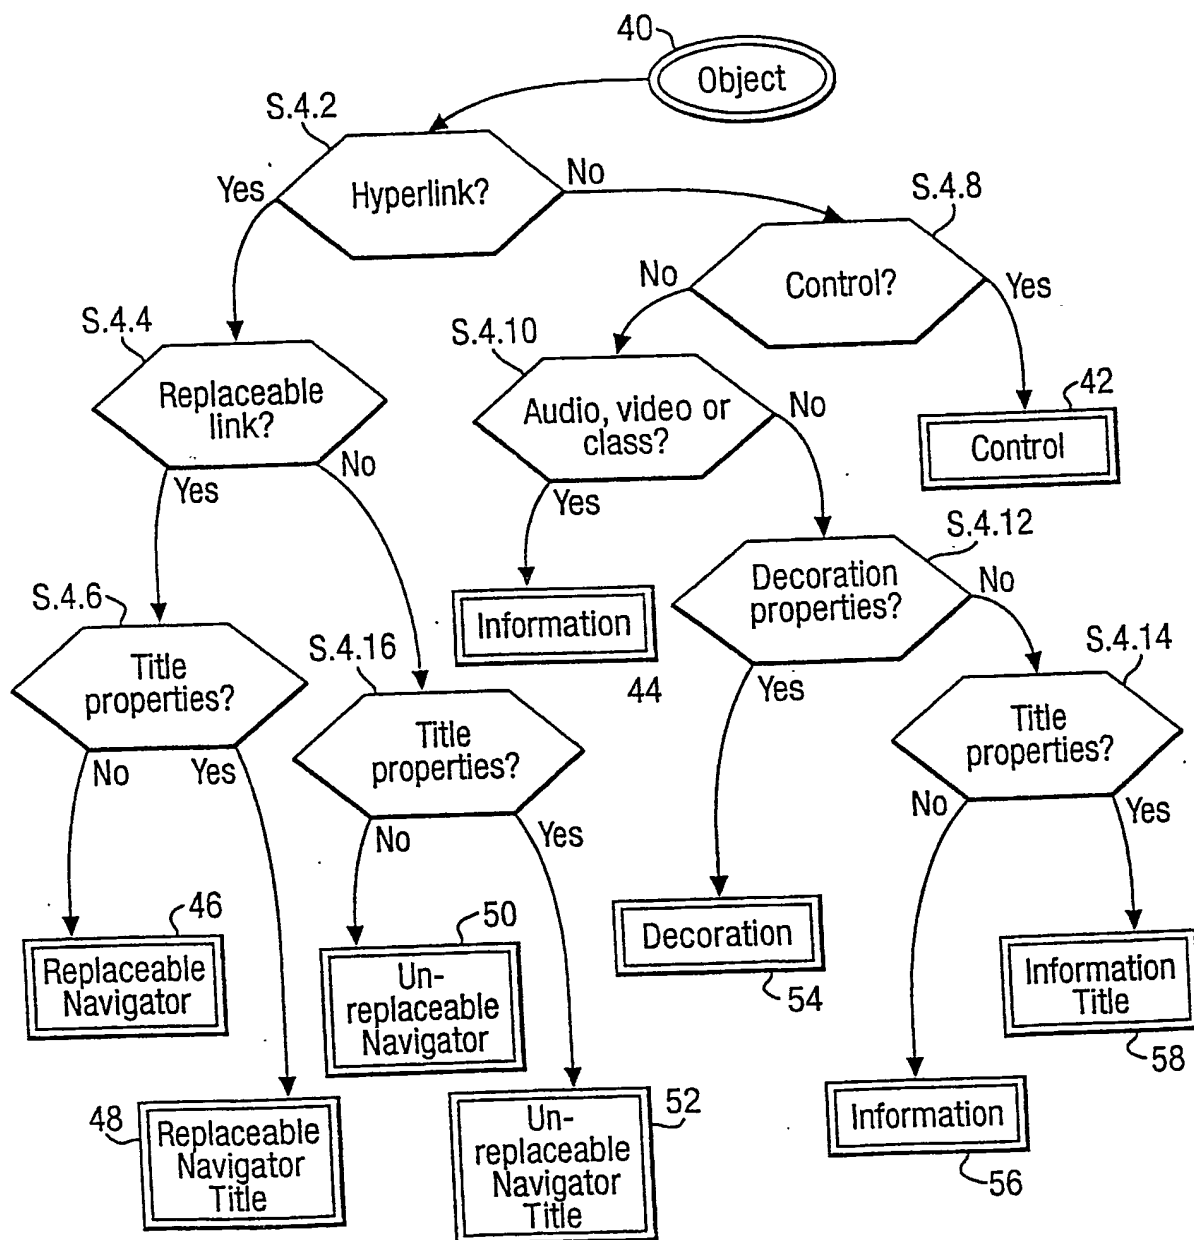 40
Object
S.4.2
Hyperlink?
Yes
No
S.4.8
Control?
No
Yes
S.4.4
Replaceable
link?
Yes
No
S.4.10
Audio, video or
class?
Yes
No
42
Control
S.4.12
Decoration
properties?
Yes
No
Information
44
S.4.6
Title
properties?
No
Yes
S.4.16
Title
properties?
No
Yes
S.4.14
Title
properties?
No
Yes
46
Replaceable
Navigator
50
Un-
replaceable
Navigator
Decoration
54
Information
Title
58
48
Replaceable
Navigator
Title
52
Un-
replaceable
Navigator
Title
Information
56